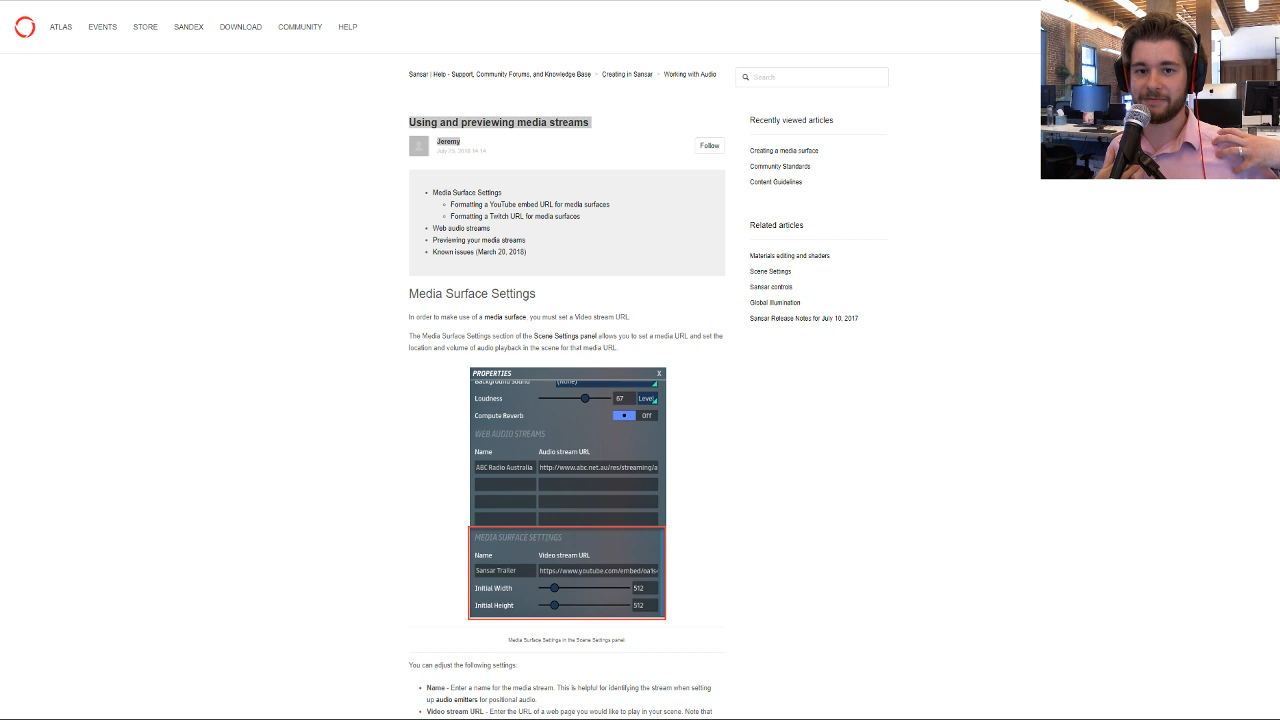 ATLAS EVENTS STORE SANDEX DOWNLOAD COMMUNITY HELP
Sansar | Help - Support, Community Forums, and Knowledge Base > Creating in Sansar > Working with Audio
Search
Using and previewing media streams
Jeremy
July 23, 2018 14:14
Follow
• Media Surface Settings
◦ Formatting a YouTube embed URL for media surfaces
◦ Formatting a Twitch URL for media surfaces
• Web audio streams
• Previewing your media streams
• Known issues (March 20, 2018)
Media Surface Settings
In order to make use of a media surface, you must set a Video stream URL.
The Media Surface Settings section of the Scene Settings panel allows you to set a media URL and set the
location and volume of audio playback in the scene for that media URL.
PROPERTIES X
Background Sound (None)
Loudness 67 Level
Compute Reverb Off
WEB AUDIO STREAMS
Name Audio stream URL
ABC Radio Australia http://www.abc.net.au/res/streaming/a
MEDIA SURFACE SETTINGS
Name Video stream URL
Sansar Trailer https://www.youtube.com/embed/oa1s
Initial Width 512
Initial Height 512
Media Surface Settings in the Scene Settings panel.
You can adjust the following settings:
• Name - Enter a name for the media stream. This is helpful for identifying the stream when setting
up audio emitters for positional audio.
• Video stream URL - Enter the URL of a web page you would like to play in your scene. Note that
Recently viewed articles
Creating a media surface
Community Standards
Content Guidelines
Related articles
Materials editing and shaders
Scene Settings
Sansar controls
Global Illumination
Sansar Release Notes for July 10, 2017